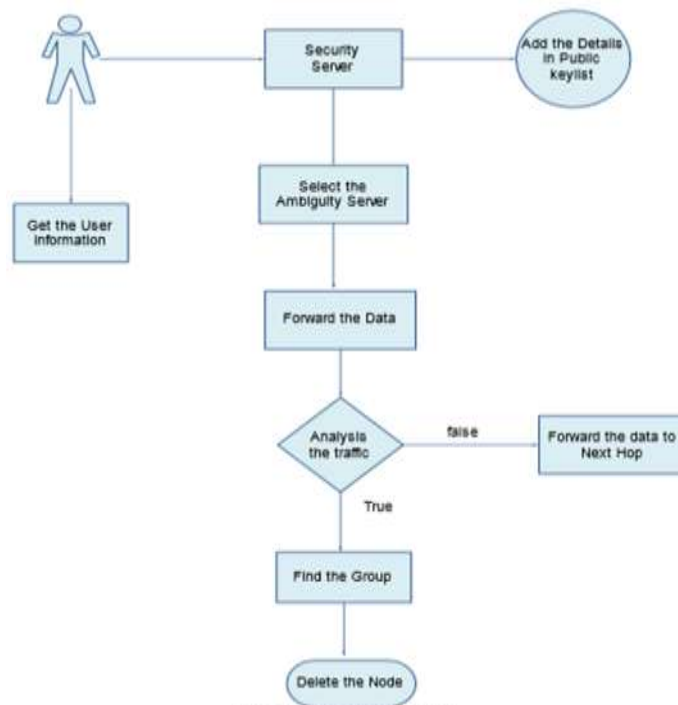 Security
Server
Add the Details
in Public
keylist
Select the
Ambiguity Server
Get the User
Information
Forward the Data
Analysis
the traffic
false
Forward the data to
Next Hop
True
Find the Group
Delete the Node